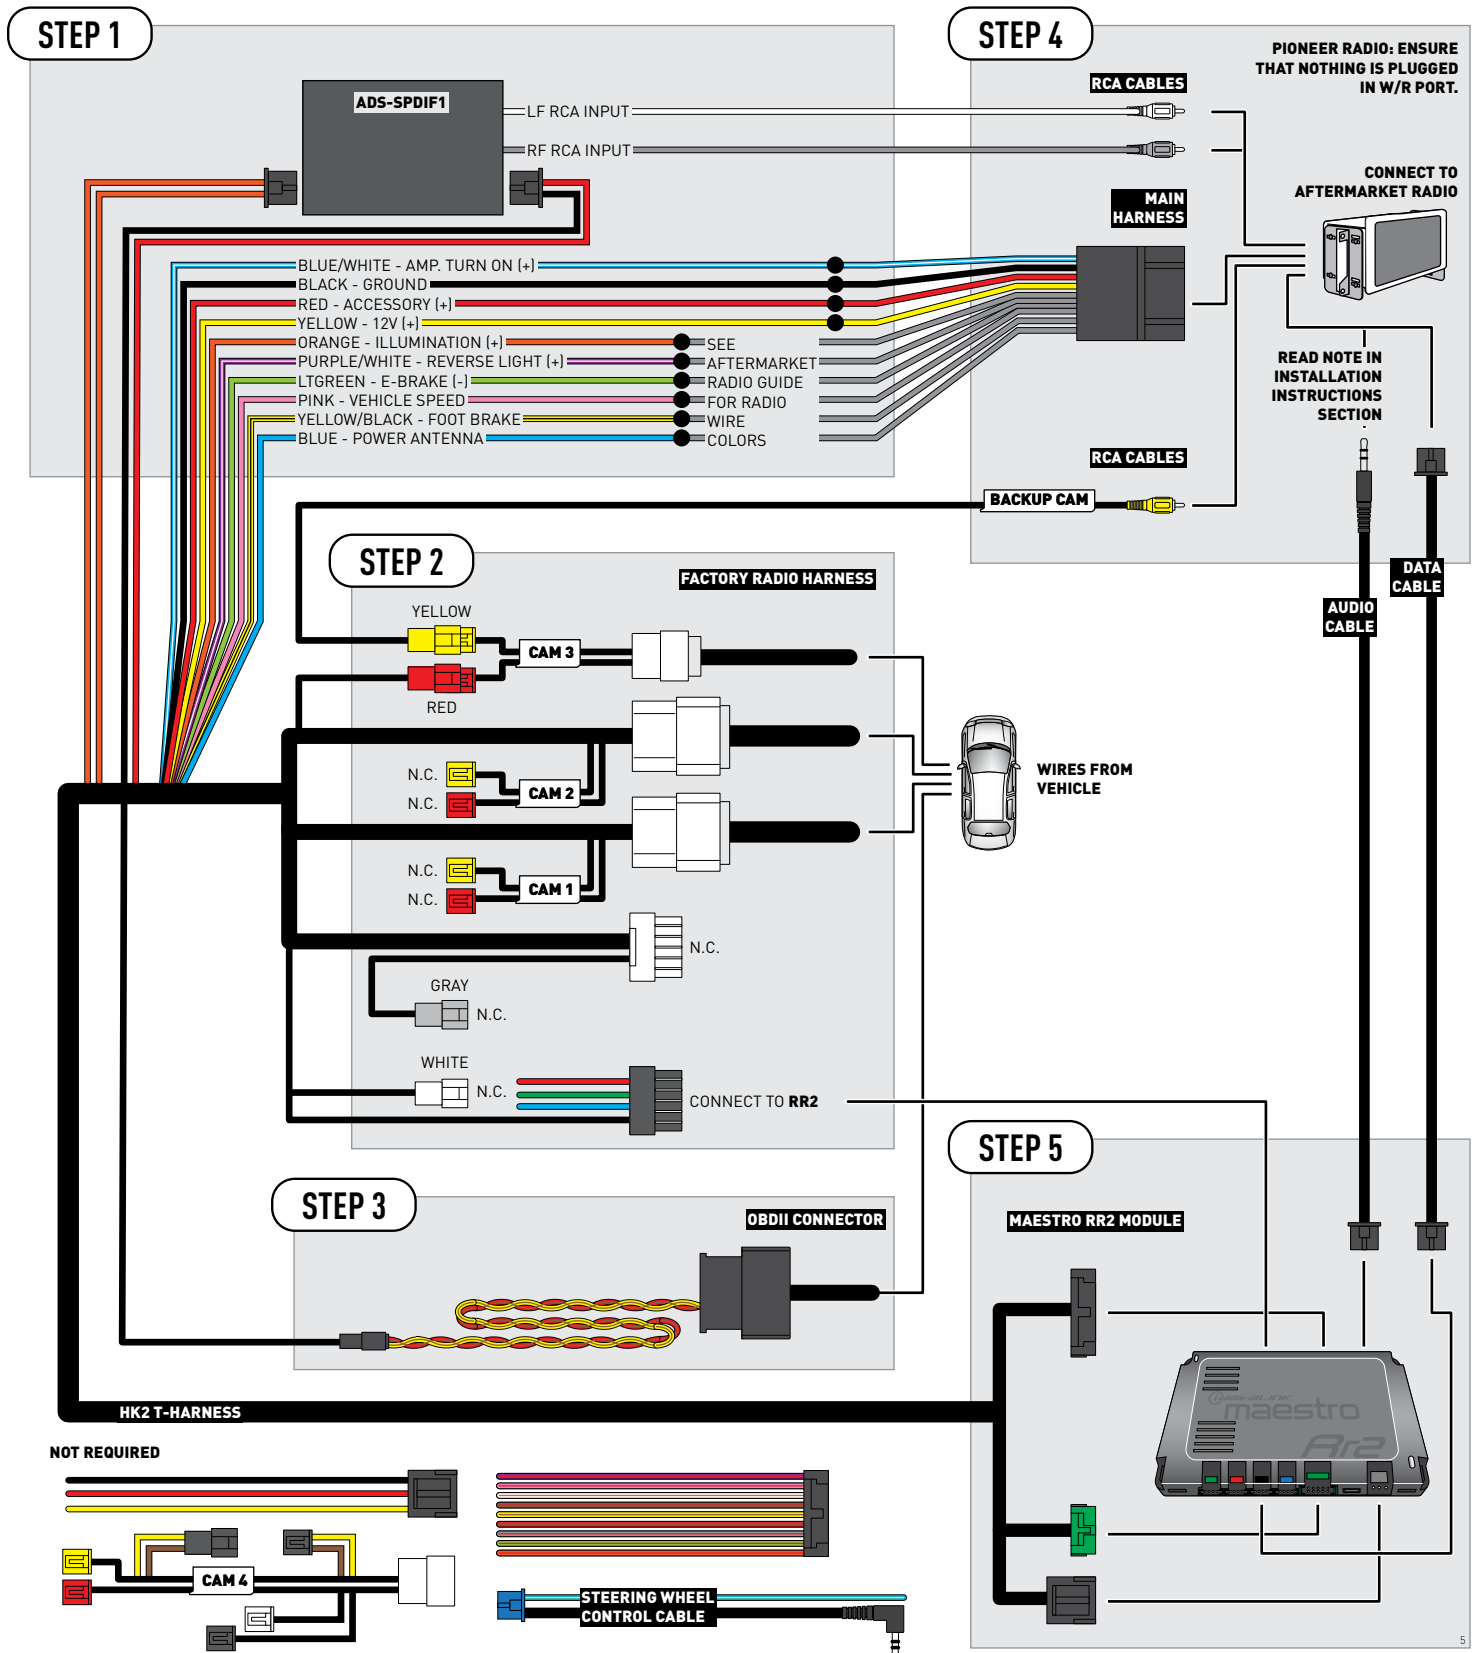 STEP 1
ADS-SPDIF1
LF RCA INPUT
RF RCA INPUT
BLUE/WHITE - AMP. TURN ON (+)
BLACK - GROUND
RED - ACCESSORY (+)
YELLOW - 12V (+)
ORANGE - ILLUMINATION (+)
PURPLE/WHITE - REVERSE LIGHT (+)
LTGREEN - E-BRAKE (-)
PINK - VEHICLE SPEED
YELLOW/BLACK - FOOT BRAKE
BLUE - POWER ANTENNA
SEE
AFTERMARKET
RADIO GUIDE
FOR RADIO
WIRE
COLORS
STEP 4
PIONEER RADIO: ENSURE
THAT NOTHING IS PLUGGED
IN W/R PORT.
RCA CABLES
CONNECT TO
AFTERMARKET RADIO
MAIN
HARNESS
READ NOTE IN
INSTALLATION
INSTRUCTIONS
SECTION
RCA CABLES
BACKUP CAM
DATA
CABLE
AUDIO
CABLE
STEP 2
FACTORY RADIO HARNESS
YELLOW
CAM 3
RED
N.C.
N.C.
CAM 2
N.C.
N.C.
CAM 1
N.C.
GRAY
N.C.
WHITE
N.C.
CONNECT TO RR2
WIRES FROM
VEHICLE
STEP 3
OBDII CONNECTOR
STEP 5
MAESTRO RR2 MODULE
maestro
HK2 T-HARNESS
NOT REQUIRED
CAM 4
STEERING WHEEL
CONTROL CABLE
5